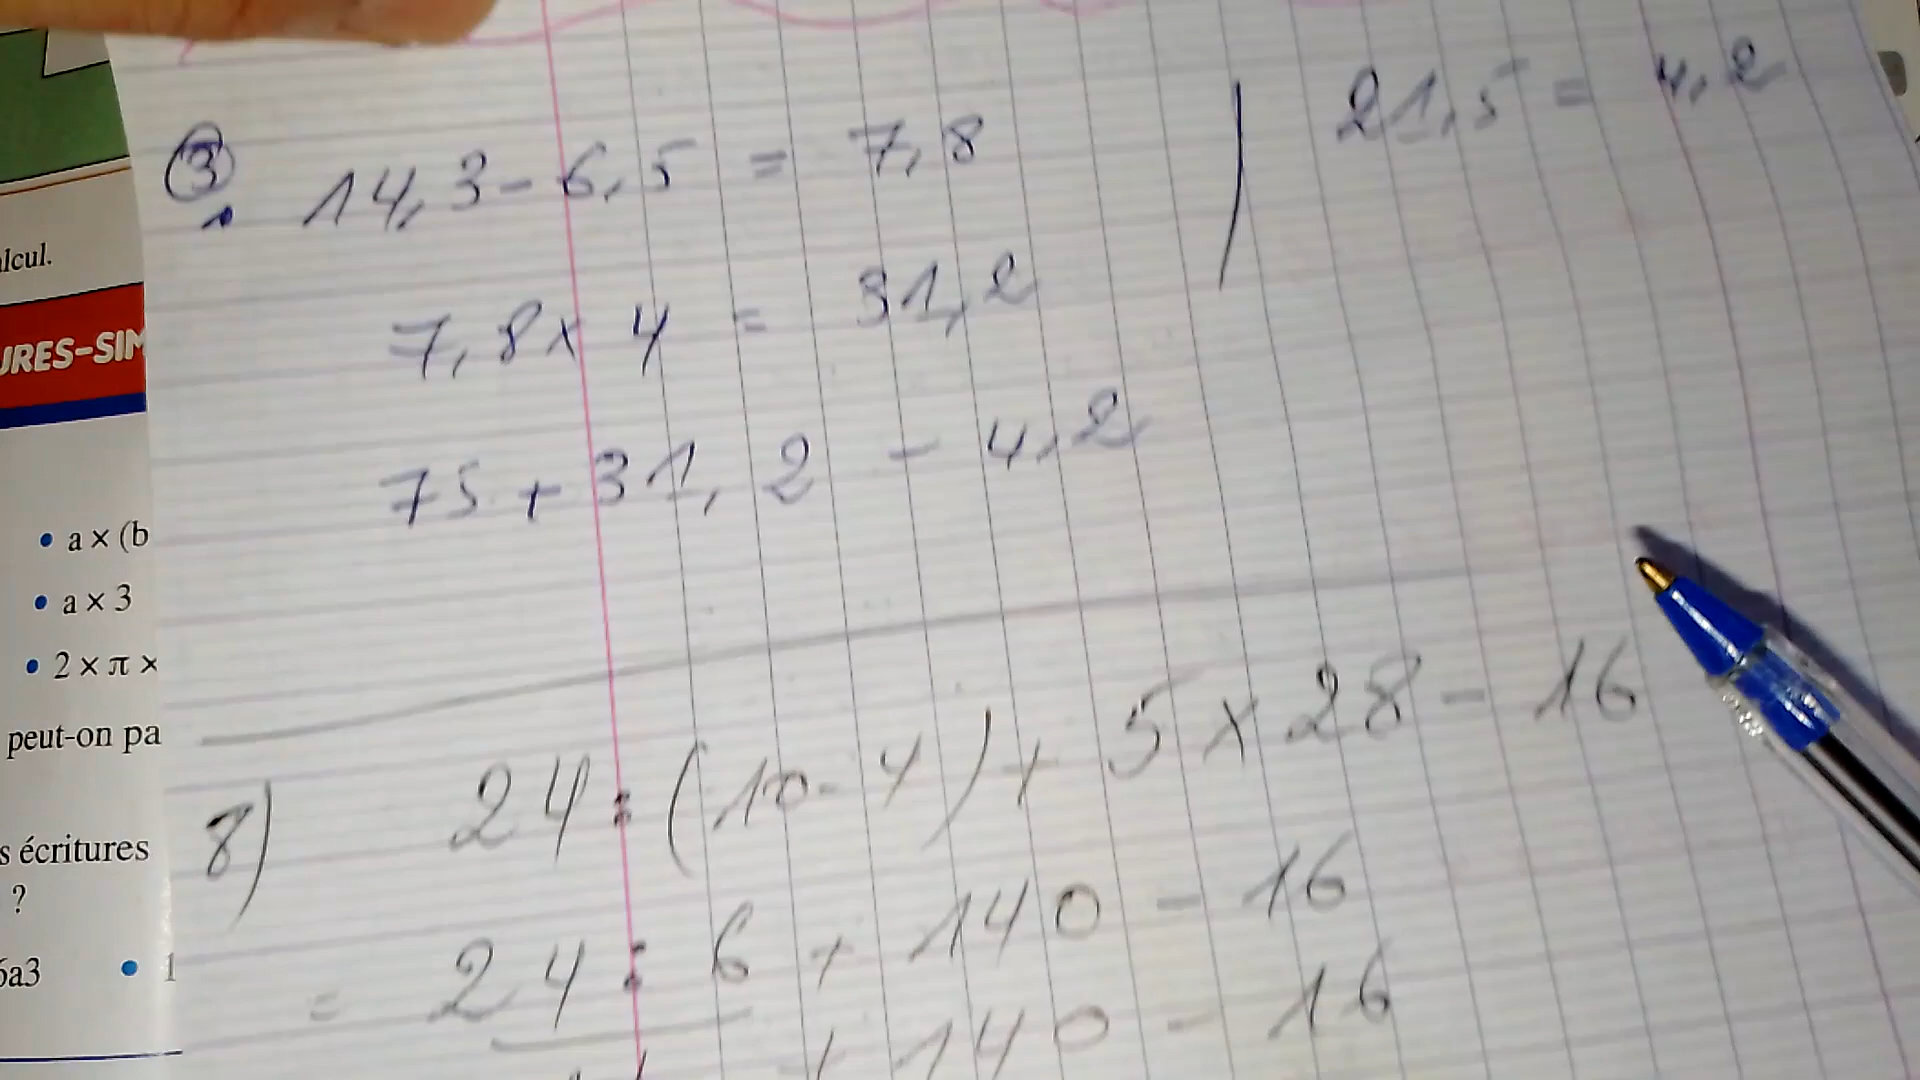 ③ 14,3 - 6,5 = 7,8
21,5 = 4,2
7,8 x 4 = 31,2
75 + 31,2 - 4,2
8) 24 : (10 - 4) + 5 x 28 - 16
= 24 : 6 + 140 - 16
+ 140 - 16
alcul.
URES-SIM
• a × (b
• a × 3
• 2 × π ×
peut-on pa
s écritures
?
6a3 • 1